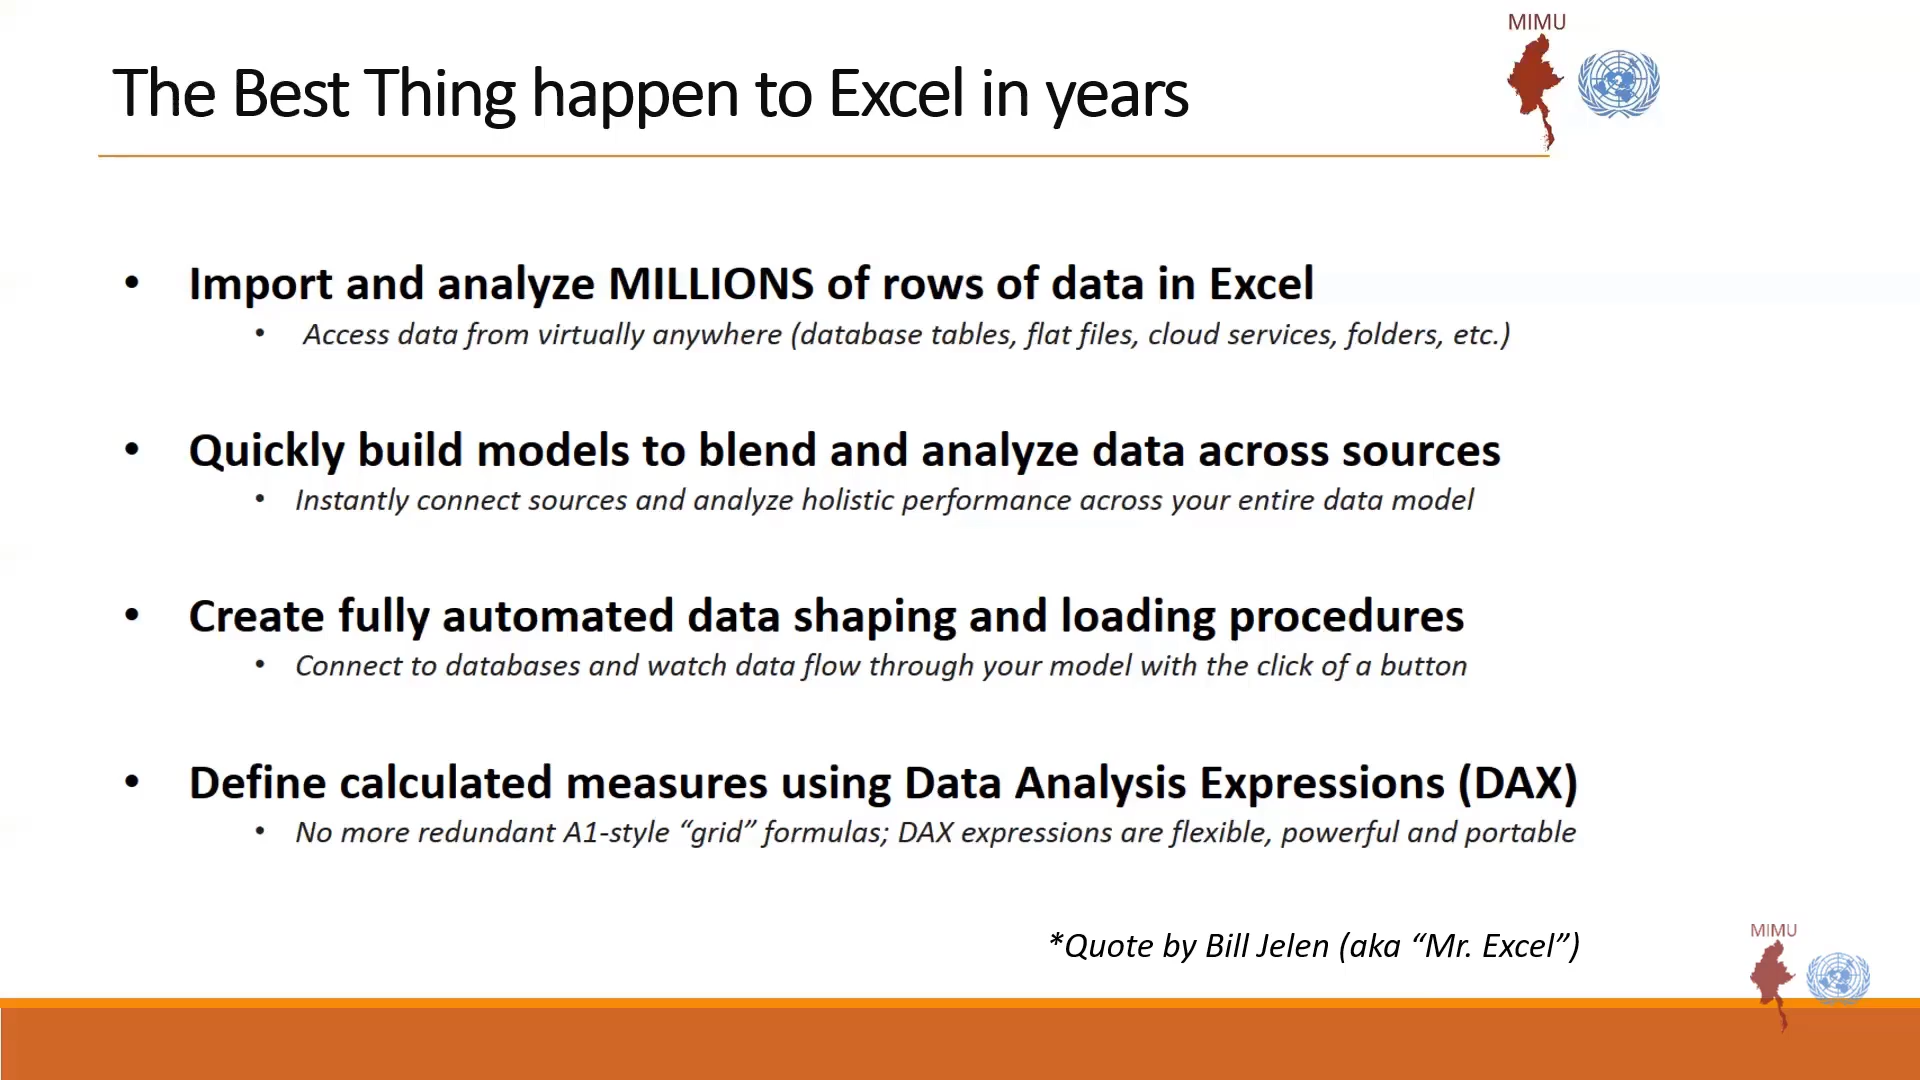 MIMU
The Best Thing happen to Excel in years
• Import and analyze MILLIONS of rows of data in Excel
• Access data from virtually anywhere (database tables, flat files, cloud services, folders, etc.)
• Quickly build models to blend and analyze data across sources
• Instantly connect sources and analyze holistic performance across your entire data model
• Create fully automated data shaping and loading procedures
• Connect to databases and watch data flow through your model with the click of a button
• Define calculated measures using Data Analysis Expressions (DAX)
• No more redundant A1-style “grid” formulas; DAX expressions are flexible, powerful and portable
*Quote by Bill Jelen (aka “Mr. Excel”)
MIMU